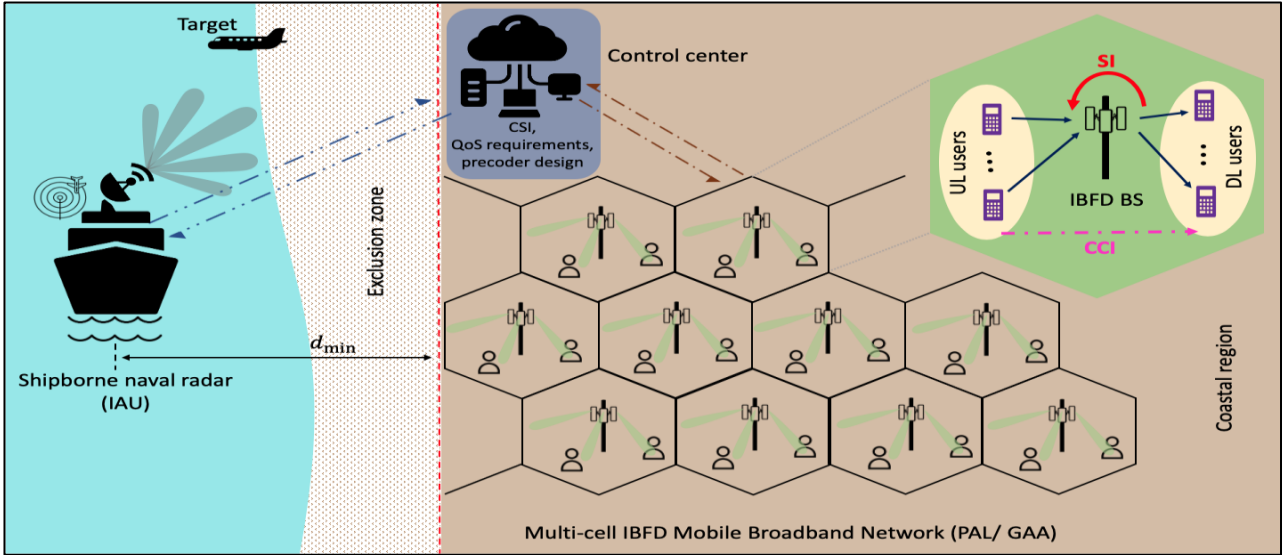 Target
Control center
CSI,
QoS requirements,
precoder design
SI
UL users
DL users
IBFD BS
CCI
Exclusion zone
d_min
Shipborne naval radar
(IAU)
Coastal region
Multi-cell IBFD Mobile Broadband Network (PAL/ GAA)